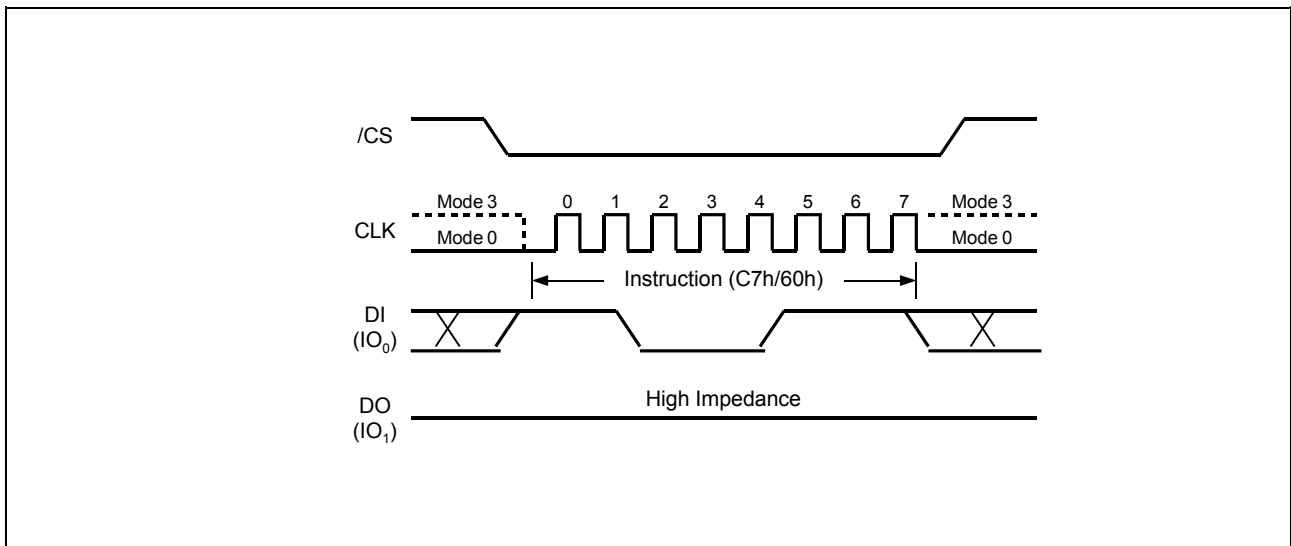 /CS
Mode 3 0 1 2 3 4 5 6 7 Mode 3
CLK
Mode 0 Mode 0
Instruction (C7h/60h)
DI
(IO₀)
High Impedance
DO
(IO₁)